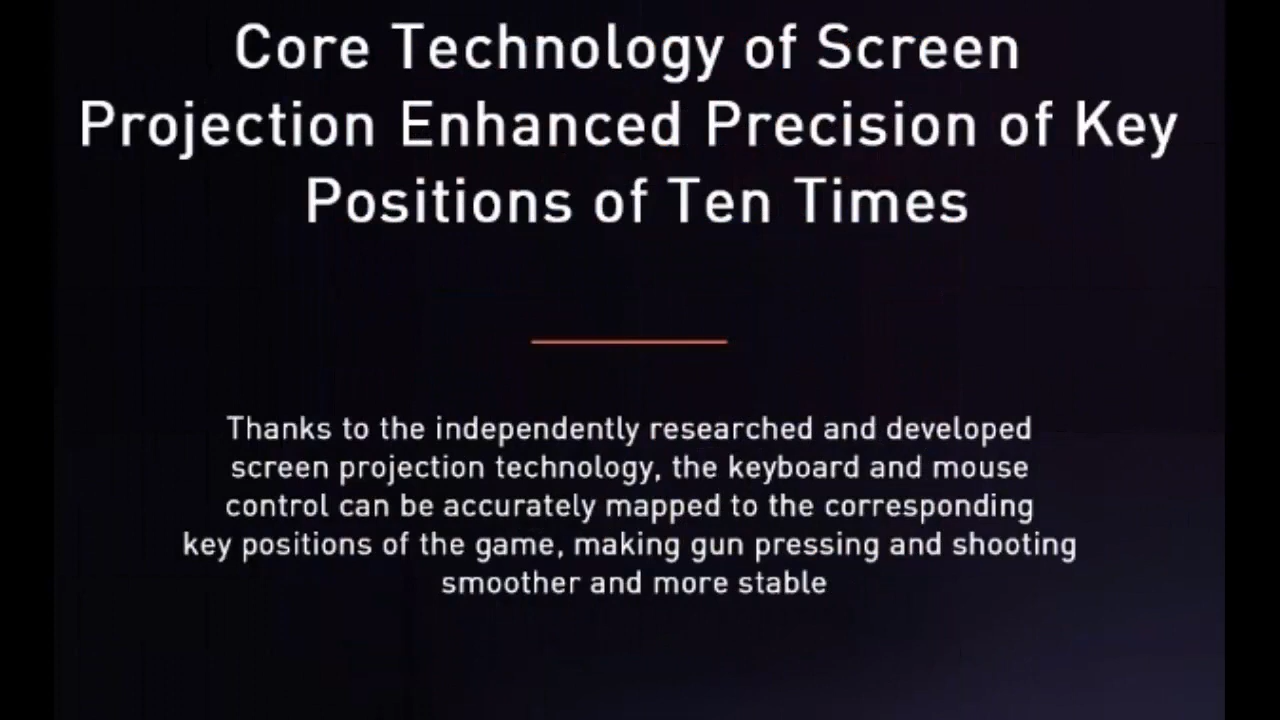 Core Technology of Screen
Projection Enhanced Precision of Key
Positions of Ten Times
Thanks to the independently researched and developed
screen projection technology, the keyboard and mouse
control can be accurately mapped to the corresponding
key positions of the game, making gun pressing and shooting
smoother and more stable